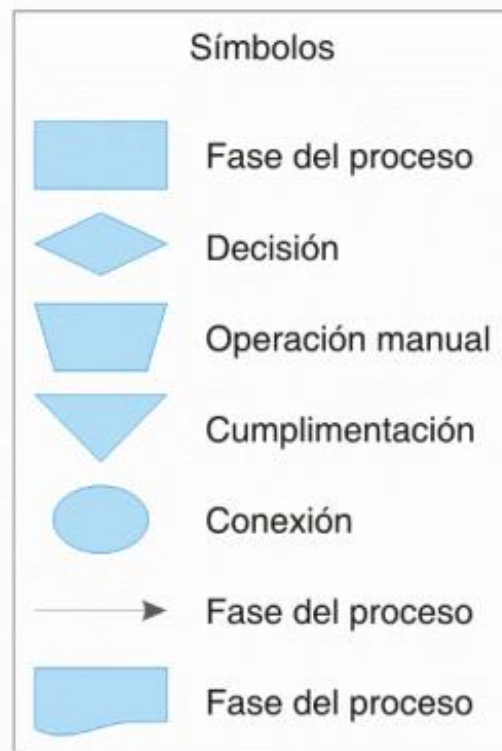 Símbolos
Fase del proceso
Decisión
Operación manual
Cumplimentación
Conexión
Fase del proceso
Fase del proceso